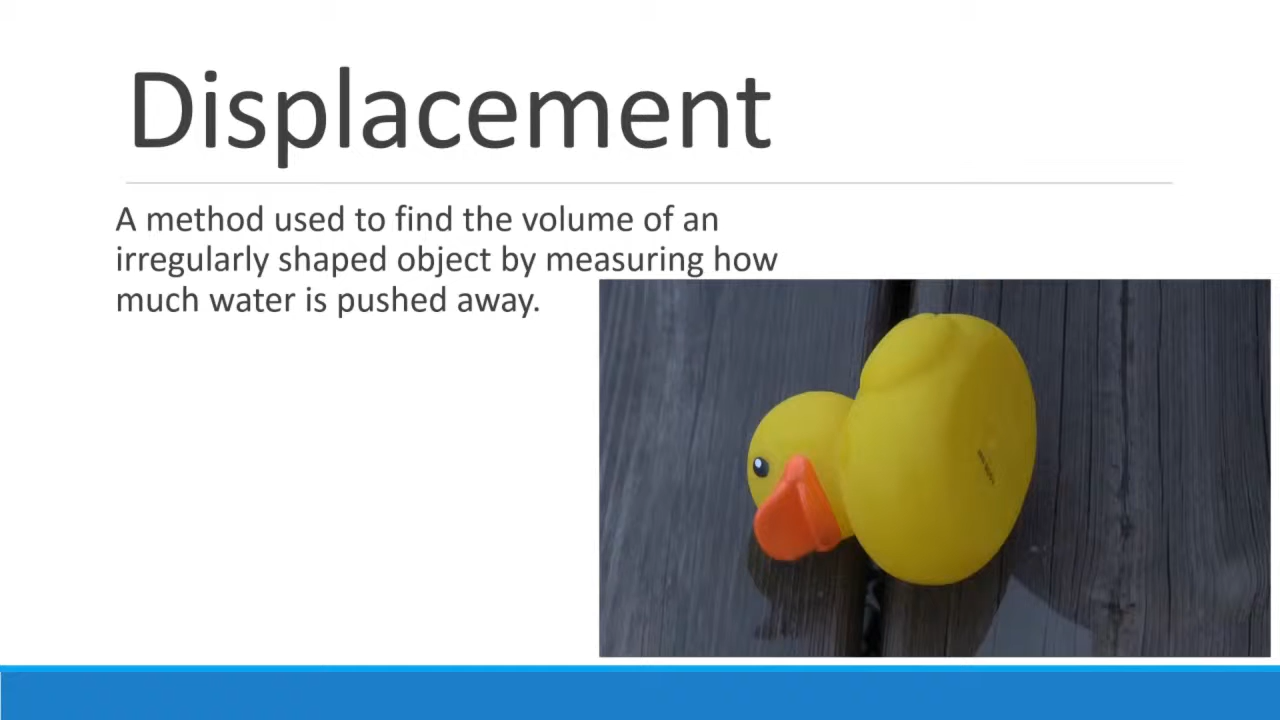 Displacement
A method used to find the volume of an
irregularly shaped object by measuring how
much water is pushed away.